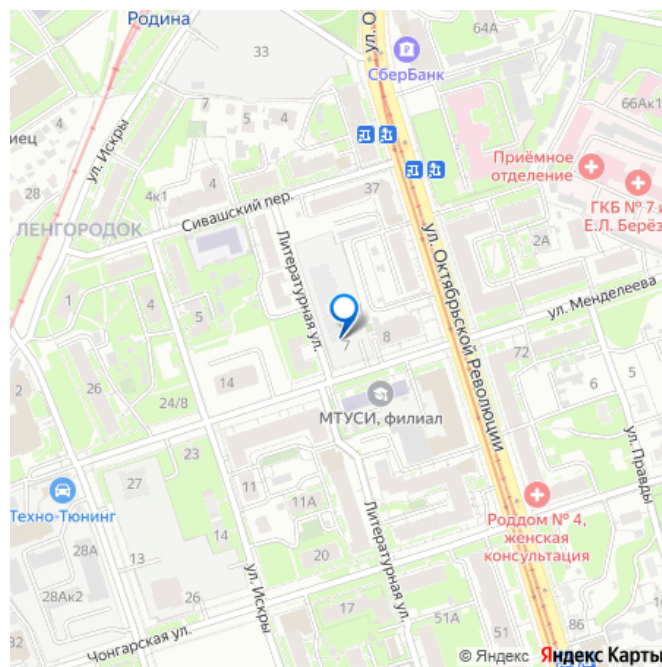 Родина
ул. О
СберБанк
33
66Ак1
7
5
4
иец
4
28
ул. Искры
4к1
4
37
Приёмное
отделение
ГКБ № 7 и
Е.Л. Берёз
Сивашский пер.
ЛЕНГОРОДОК
2А
Литературная ул.
ул. Октябрьской Революции
ул. Менделеева
1
4
5
7
8
72
14
26
2
24/8
6
5
МТУСИ, филиал
23
ул. Правды
27
11
11А
Техно-Тюнинг
Роддом № 4,
женская
консультация
14
28А
13
20
Литературная ул.
28Ак2
26
ул. Искры
17
51А
32
Чонгарская ул.
51
86
© Яндекс Яндекс Карты